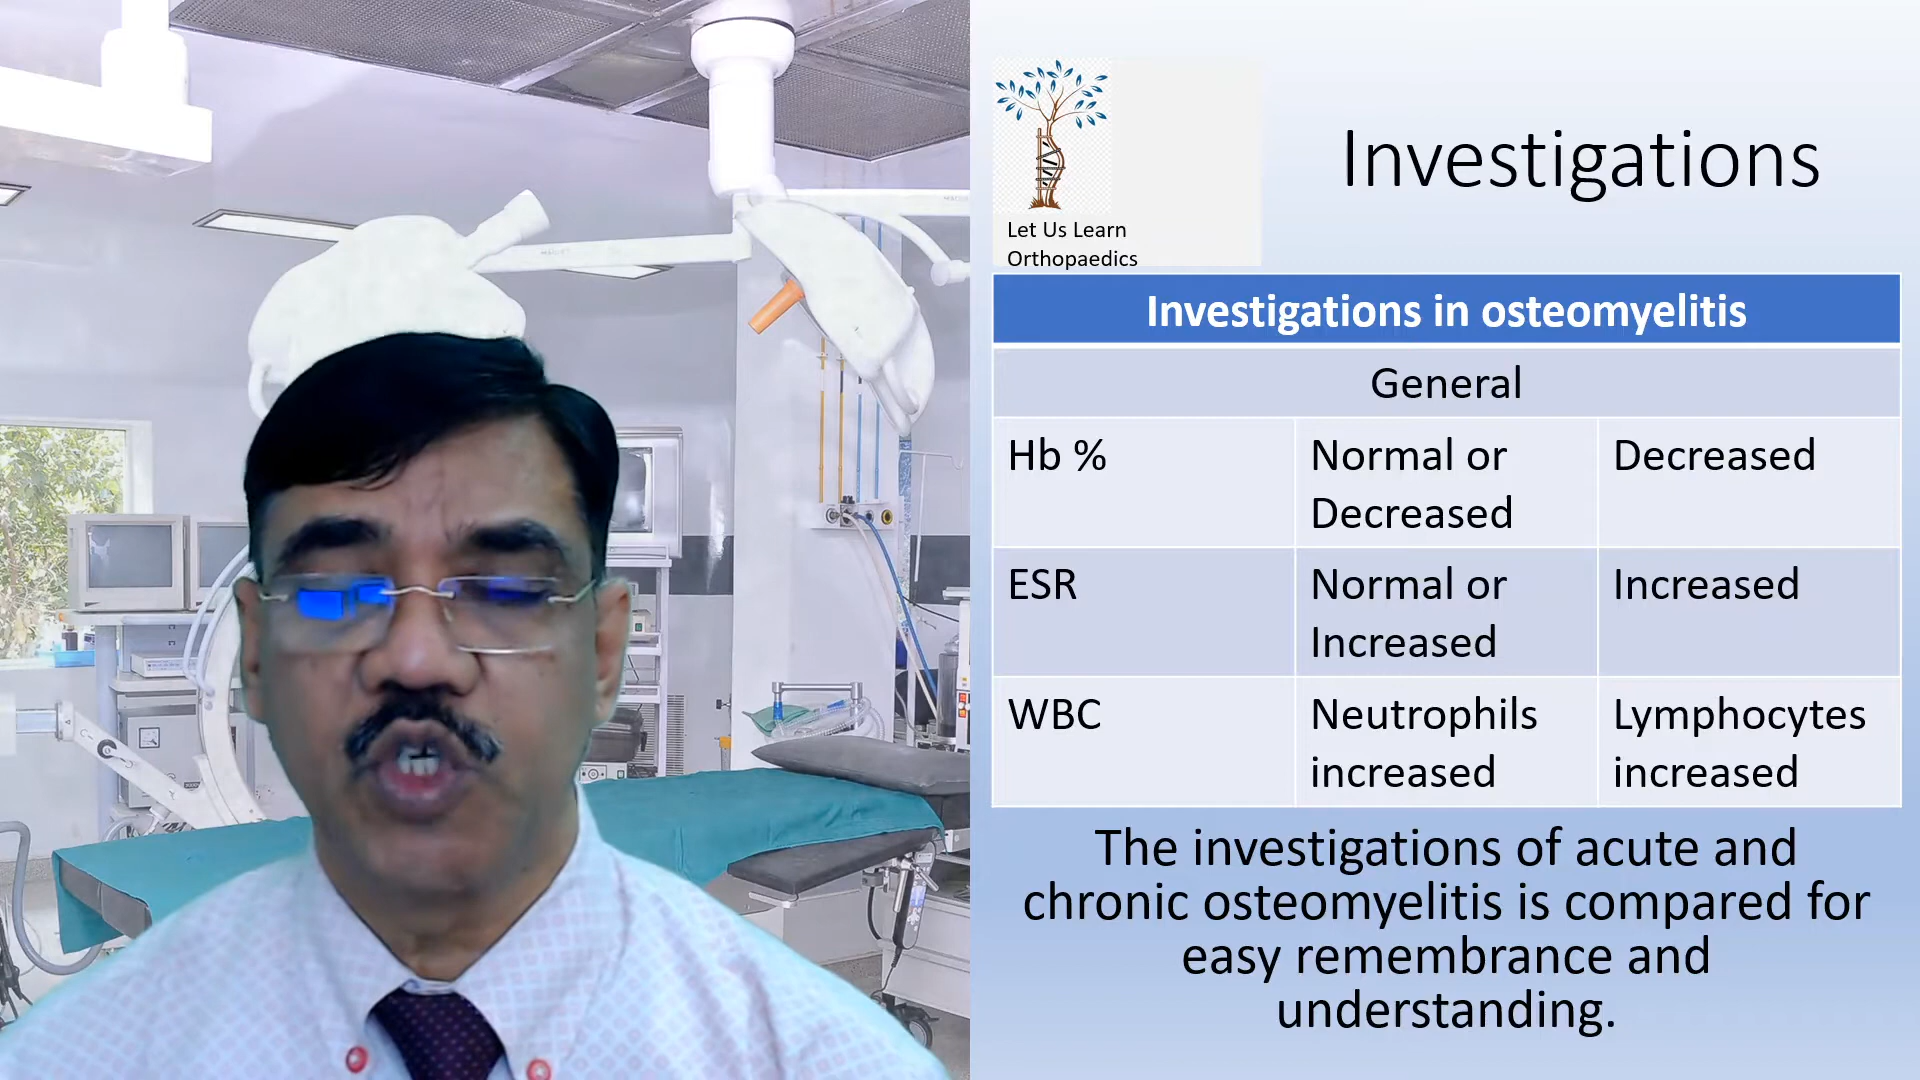 Let Us Learn
Orthopaedics
Investigations
Investigations in osteomyelitis
General
Hb %
Normal or
Decreased
Decreased
ESR
Normal or
Increased
Increased
WBC
Neutrophils
increased
Lymphocytes
increased
The investigations of acute and
chronic osteomyelitis is compared for
easy remembrance and
understanding.